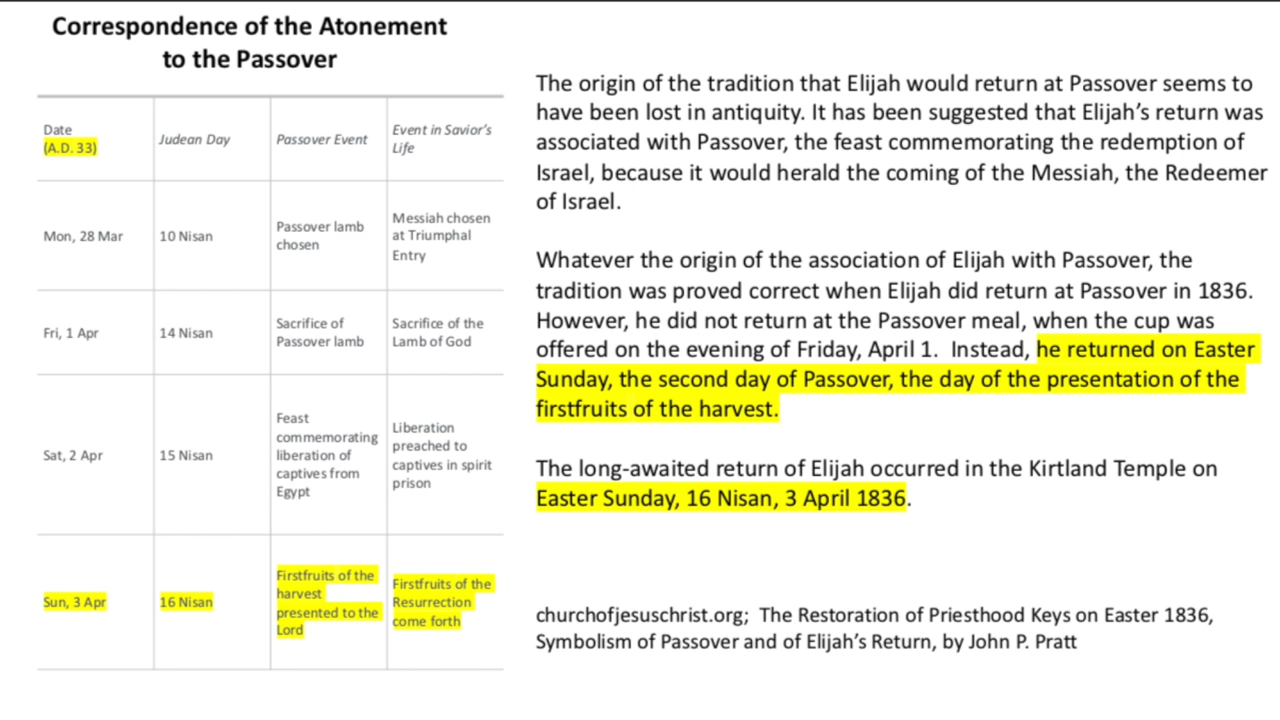 Correspondence of the Atonement
to the Passover
Date
(A.D. 33)
Judean Day
Passover Event
Event in Savior's
Life
Mon, 28 Mar
10 Nisan
Passover lamb
chosen
Messiah chosen
at Triumphal
Entry
Fri, 1 Apr
14 Nisan
Sacrifice of
Passover lamb
Sacrifice of the
Lamb of God
Sat, 2 Apr
15 Nisan
Feast
commemorating
liberation of
captives from
Egypt
Liberation
preached to
captives in spirit
prison
Sun, 3 Apr
16 Nisan
Firstfruits of the
harvest
presented to the
Lord
Firstfruits of the
Resurrection
come forth
The origin of the tradition that Elijah would return at Passover seems to
have been lost in antiquity. It has been suggested that Elijah's return was
associated with Passover, the feast commemorating the redemption of
Israel, because it would herald the coming of the Messiah, the Redeemer
of Israel.
Whatever the origin of the association of Elijah with Passover, the
tradition was proved correct when Elijah did return at Passover in 1836.
However, he did not return at the Passover meal, when the cup was
offered on the evening of Friday, April 1. Instead, he returned on Easter
Sunday, the second day of Passover, the day of the presentation of the
firstfruits of the harvest.
The long-awaited return of Elijah occurred in the Kirtland Temple on
Easter Sunday, 16 Nisan, 3 April 1836.
churchofjesuschrist.org; The Restoration of Priesthood Keys on Easter 1836,
Symbolism of Passover and of Elijah's Return, by John P. Pratt